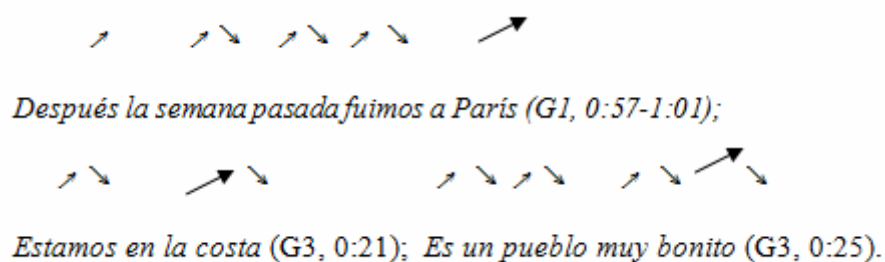 Después la semana pasada fuimos a París (G1, 0:57-1:01);
Estamos en la costa (G3, 0:21); Es un pueblo muy bonito (G3, 0:25).